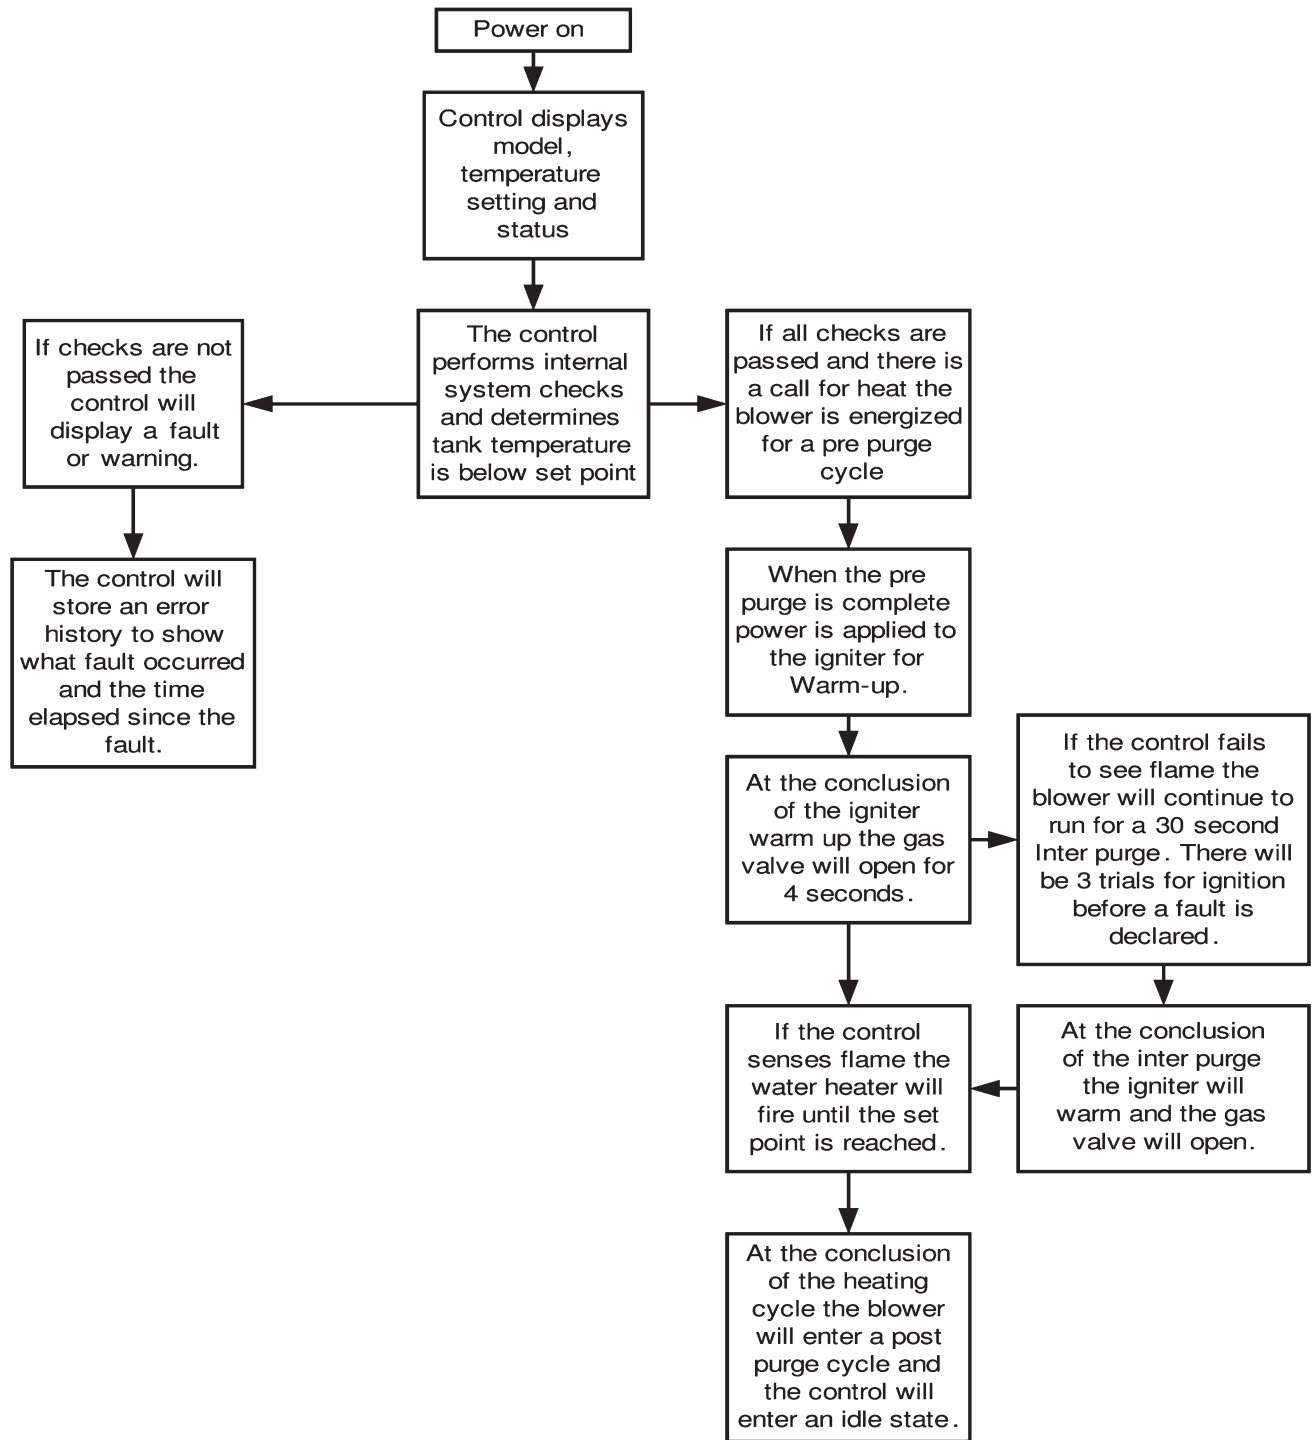 Power on
Control displays
model,
temperature
setting and
status
If checks are not
passed the
control will
display a fault
or warning.
The control
performs internal
system checks
and determines
tank temperature
is below set point
If all checks are
passed and there is
a call for heat the
blower is energized
for a pre purge
cycle
The control will
store an error
history to show
what fault occurred
and the time
elapsed since the
fault.
When the pre
purge is complete
power is applied to
the igniter for
Warm-up.
At the conclusion
of the igniter
warm up the gas
valve will open for
4 seconds.
If the control fails
to see flame the
blower will continue to
run for a 30 second
Inter purge. There will
be 3 trials for ignition
before a fault is
declared.
If the control
senses flame the
water heater will
fire until the set
point is reached.
At the conclusion
of the inter purge
the igniter will
warm and the gas
valve will open.
At the conclusion
of the heating
cycle the blower
will enter a post
purge cycle and
the control will
enter an idle state.